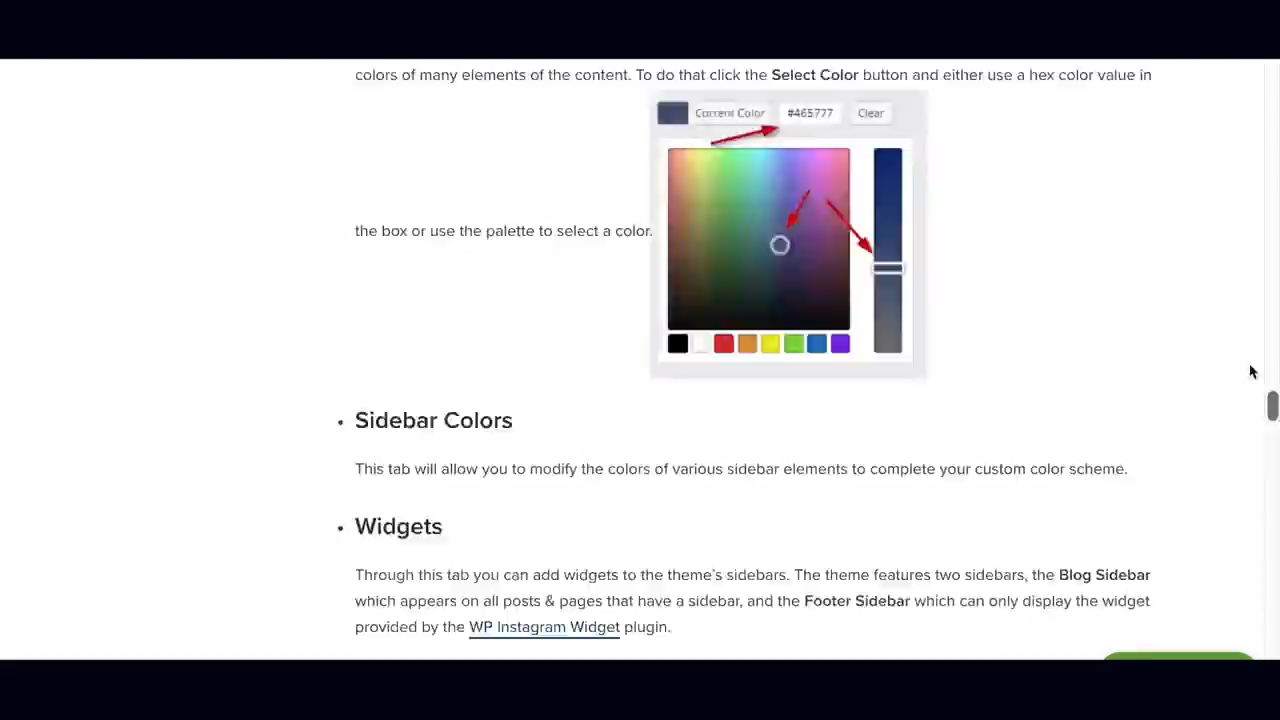 colors of many elements of the content. To do that click the Select Color button and either use a hex color value in
Current Color #465777 Clear
the box or use the palette to select a color.
• Sidebar Colors
This tab will allow you to modify the colors of various sidebar elements to complete your custom color scheme.
• Widgets
Through this tab you can add widgets to the theme’s sidebars. The theme features two sidebars, the Blog Sidebar
which appears on all posts & pages that have a sidebar, and the Footer Sidebar which can only display the widget
provided by the WP Instagram Widget plugin.